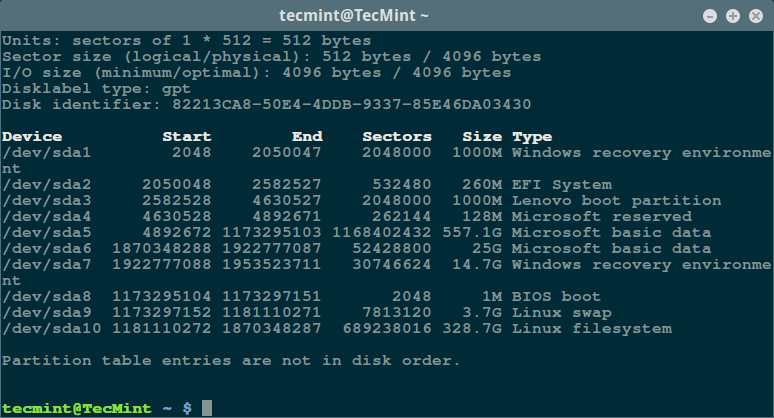 tecmint@TecMint ~
Units: sectors of 1 * 512 = 512 bytes
Sector size (logical/physical): 512 bytes / 4096 bytes
I/O size (minimum/optimal): 4096 bytes / 4096 bytes
Disklabel type: gpt
Disk identifier: 82213CA8-50E4-4DDB-9337-85E46DA03430
Device          Start        End    Sectors   Size Type
/dev/sda1        2048    2050047    2048000  1000M Windows recovery environme
nt
/dev/sda2     2050048    2582527     532480   260M EFI System
/dev/sda3     2582528    4630527    2048000  1000M Lenovo boot partition
/dev/sda4     4630528    4892671     262144   128M Microsoft reserved
/dev/sda5     4892672 1173295103 1168402432 557.1G Microsoft basic data
/dev/sda6  1870348288 1922777087   52428800    25G Microsoft basic data
/dev/sda7  1922777088 1953523711   30746624  14.7G Windows recovery environme
nt
/dev/sda8  1173295104 1173297151       2048     1M BIOS boot
/dev/sda9  1173297152 1181110271    7813120   3.7G Linux swap
/dev/sda10 1181110272 1870348287  689238016 328.7G Linux filesystem
Partition table entries are not in disk order.
tecmint@TecMint ~ $